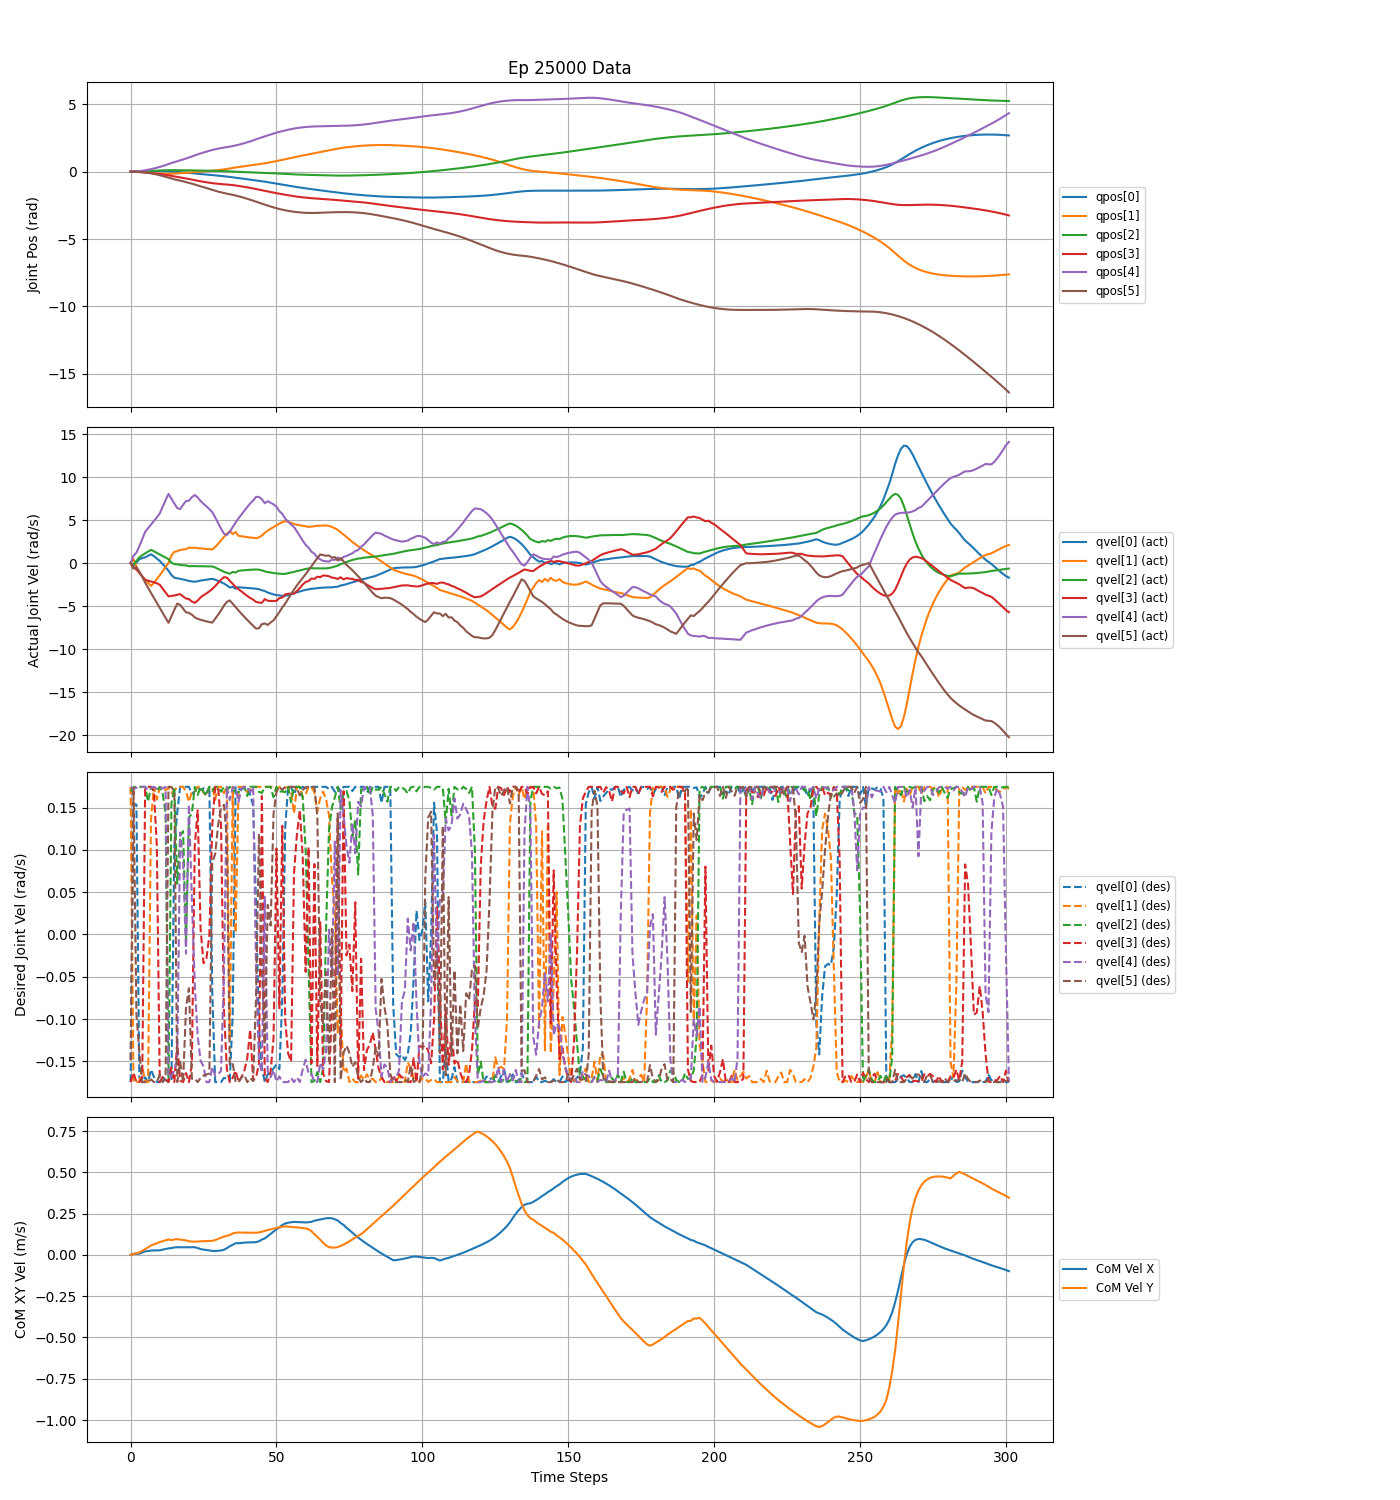 Ep 25000 Data
Joint Pos (rad)
5
0
−5
−10
−15
qpos[0]
qpos[1]
qpos[2]
qpos[3]
qpos[4]
qpos[5]
Actual Joint Vel (rad/s)
15
10
5
0
−5
−10
−15
−20
qvel[0] (act)
qvel[1] (act)
qvel[2] (act)
qvel[3] (act)
qvel[4] (act)
qvel[5] (act)
Desired Joint Vel (rad/s)
0.15
0.10
0.05
0.00
−0.05
−0.10
−0.15
qvel[0] (des)
qvel[1] (des)
qvel[2] (des)
qvel[3] (des)
qvel[4] (des)
qvel[5] (des)
CoM XY Vel (m/s)
0.75
0.50
0.25
0.00
−0.25
−0.50
−0.75
−1.00
CoM Vel X
CoM Vel Y
0 50 100 150 200 250 300
Time Steps